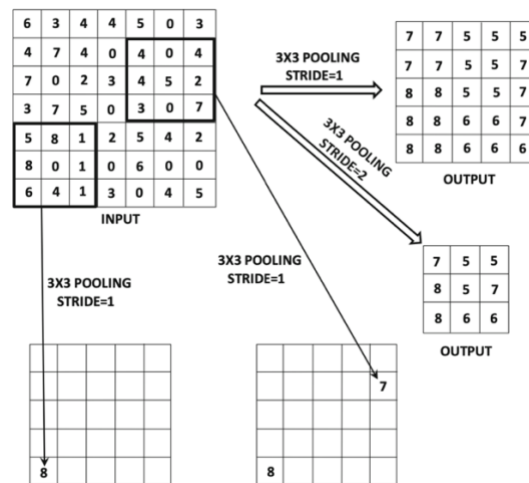 6 3 4 4 5 0 3
4 7 4 0 4 0 4
7 0 2 3 4 5 2
3 7 5 0 3 0 7
5 8 1 2 5 4 2
8 0 1 0 6 0 0
6 4 1 3 0 4 5
INPUT
3X3 POOLING
STRIDE=1
7 7 5 5 5
7 7 5 5 7
8 8 5 5 7
8 8 6 6 7
8 8 6 6 6
OUTPUT
3X3 POOLING
STRIDE=2
7 5 5
8 5 7
8 6 6
OUTPUT
3X3 POOLING
STRIDE=1
8
3X3 POOLING
STRIDE=1
7
8